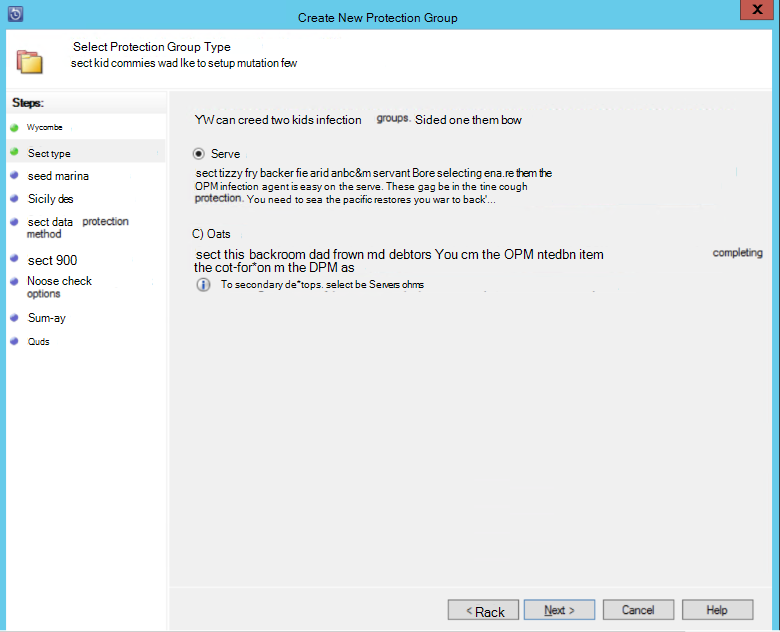 Create New Protection Group
X
Select Protection Group Type
sect kid commies wad lke to setup mutation few
Steps:
Wycombe
Sect type
seed marina
Sicily des
sect data protection
method
sect 900
Noose check
options
Sum-ay
Quds
YW can creed two kids infection groups. Sided one them bow
Serve
sect tizzy fry backer fie arid anbc&m servant Bore selecting ena.re them the
OPM infection agent is easy on the serve. These gag be in the tine cough
protection. You need to sea the pacific restores you war to back'...
C) Oats
sect this backroom dad frown md debtors You cm the OPM ntedbn item completing
the cot-for*on m the DPM as
To secondary de*tops. select be Servers ohms
< Rack
Next >
Cancel
Help